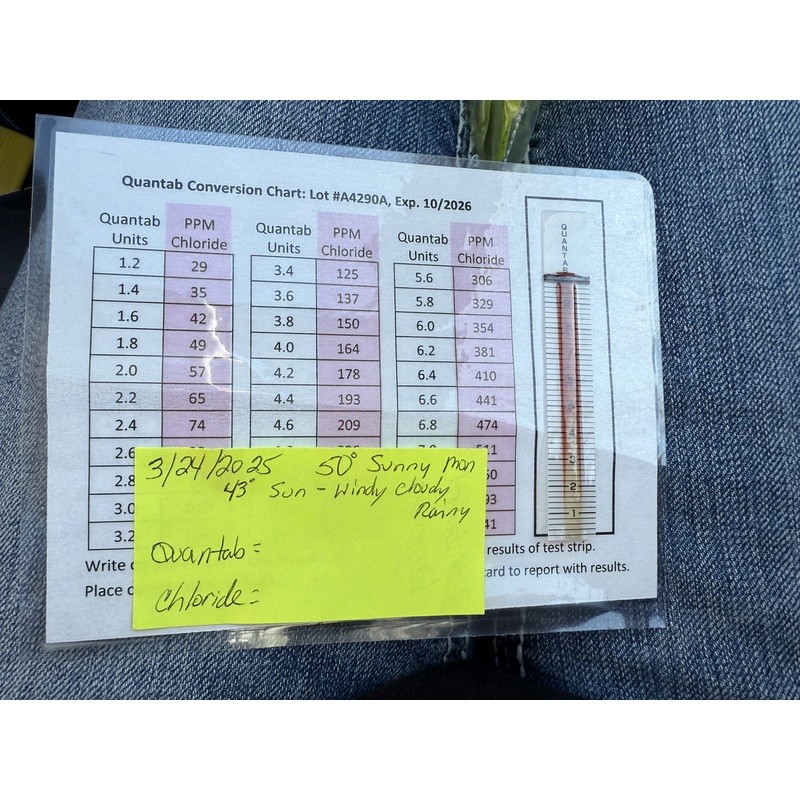 Quantab Conversion Chart: Lot #A4290A, Exp. 10/2026
Quantab Units PPM Chloride
1.2 29
1.4 35
1.6 42
1.8 49
2.0 57
2.2 65
2.4 74
2.6
2.8
3.0
3.2
Quantab Units PPM Chloride
3.4 125
3.6 137
3.8 150
4.0 164
4.2 178
4.4 193
4.6 209
Quantab Units PPM Chloride
5.6 306
5.8 329
6.0 354
6.2 381
6.4 410
6.6 441
6.8 474
QUANTAB
4
3
2
1
3/24/2025 50° Sunny Mon
43° Sun - Windy Cloudy
Rainy
Quantab =
Chloride =
Write
results of test strip.
Place
card to report with results.